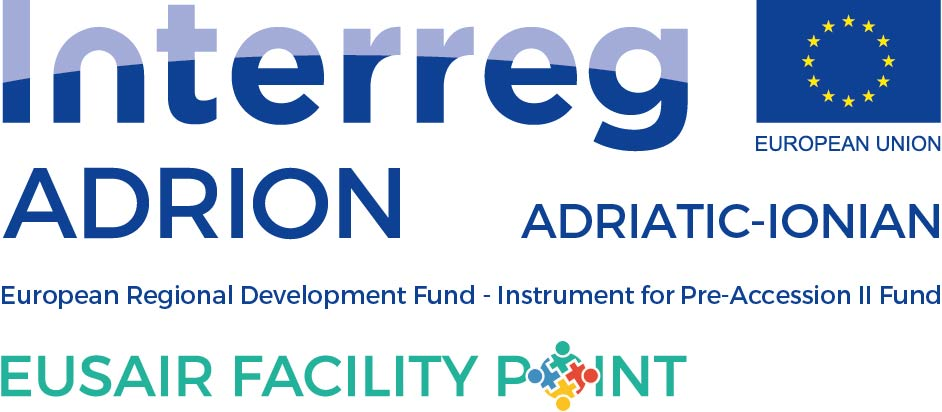 Interreg
EUROPEAN UNION
ADRION
ADRIATIC-IONIAN
European Regional Development Fund - Instrument for Pre-Accession II Fund
EUSAIR FACILITY POINT